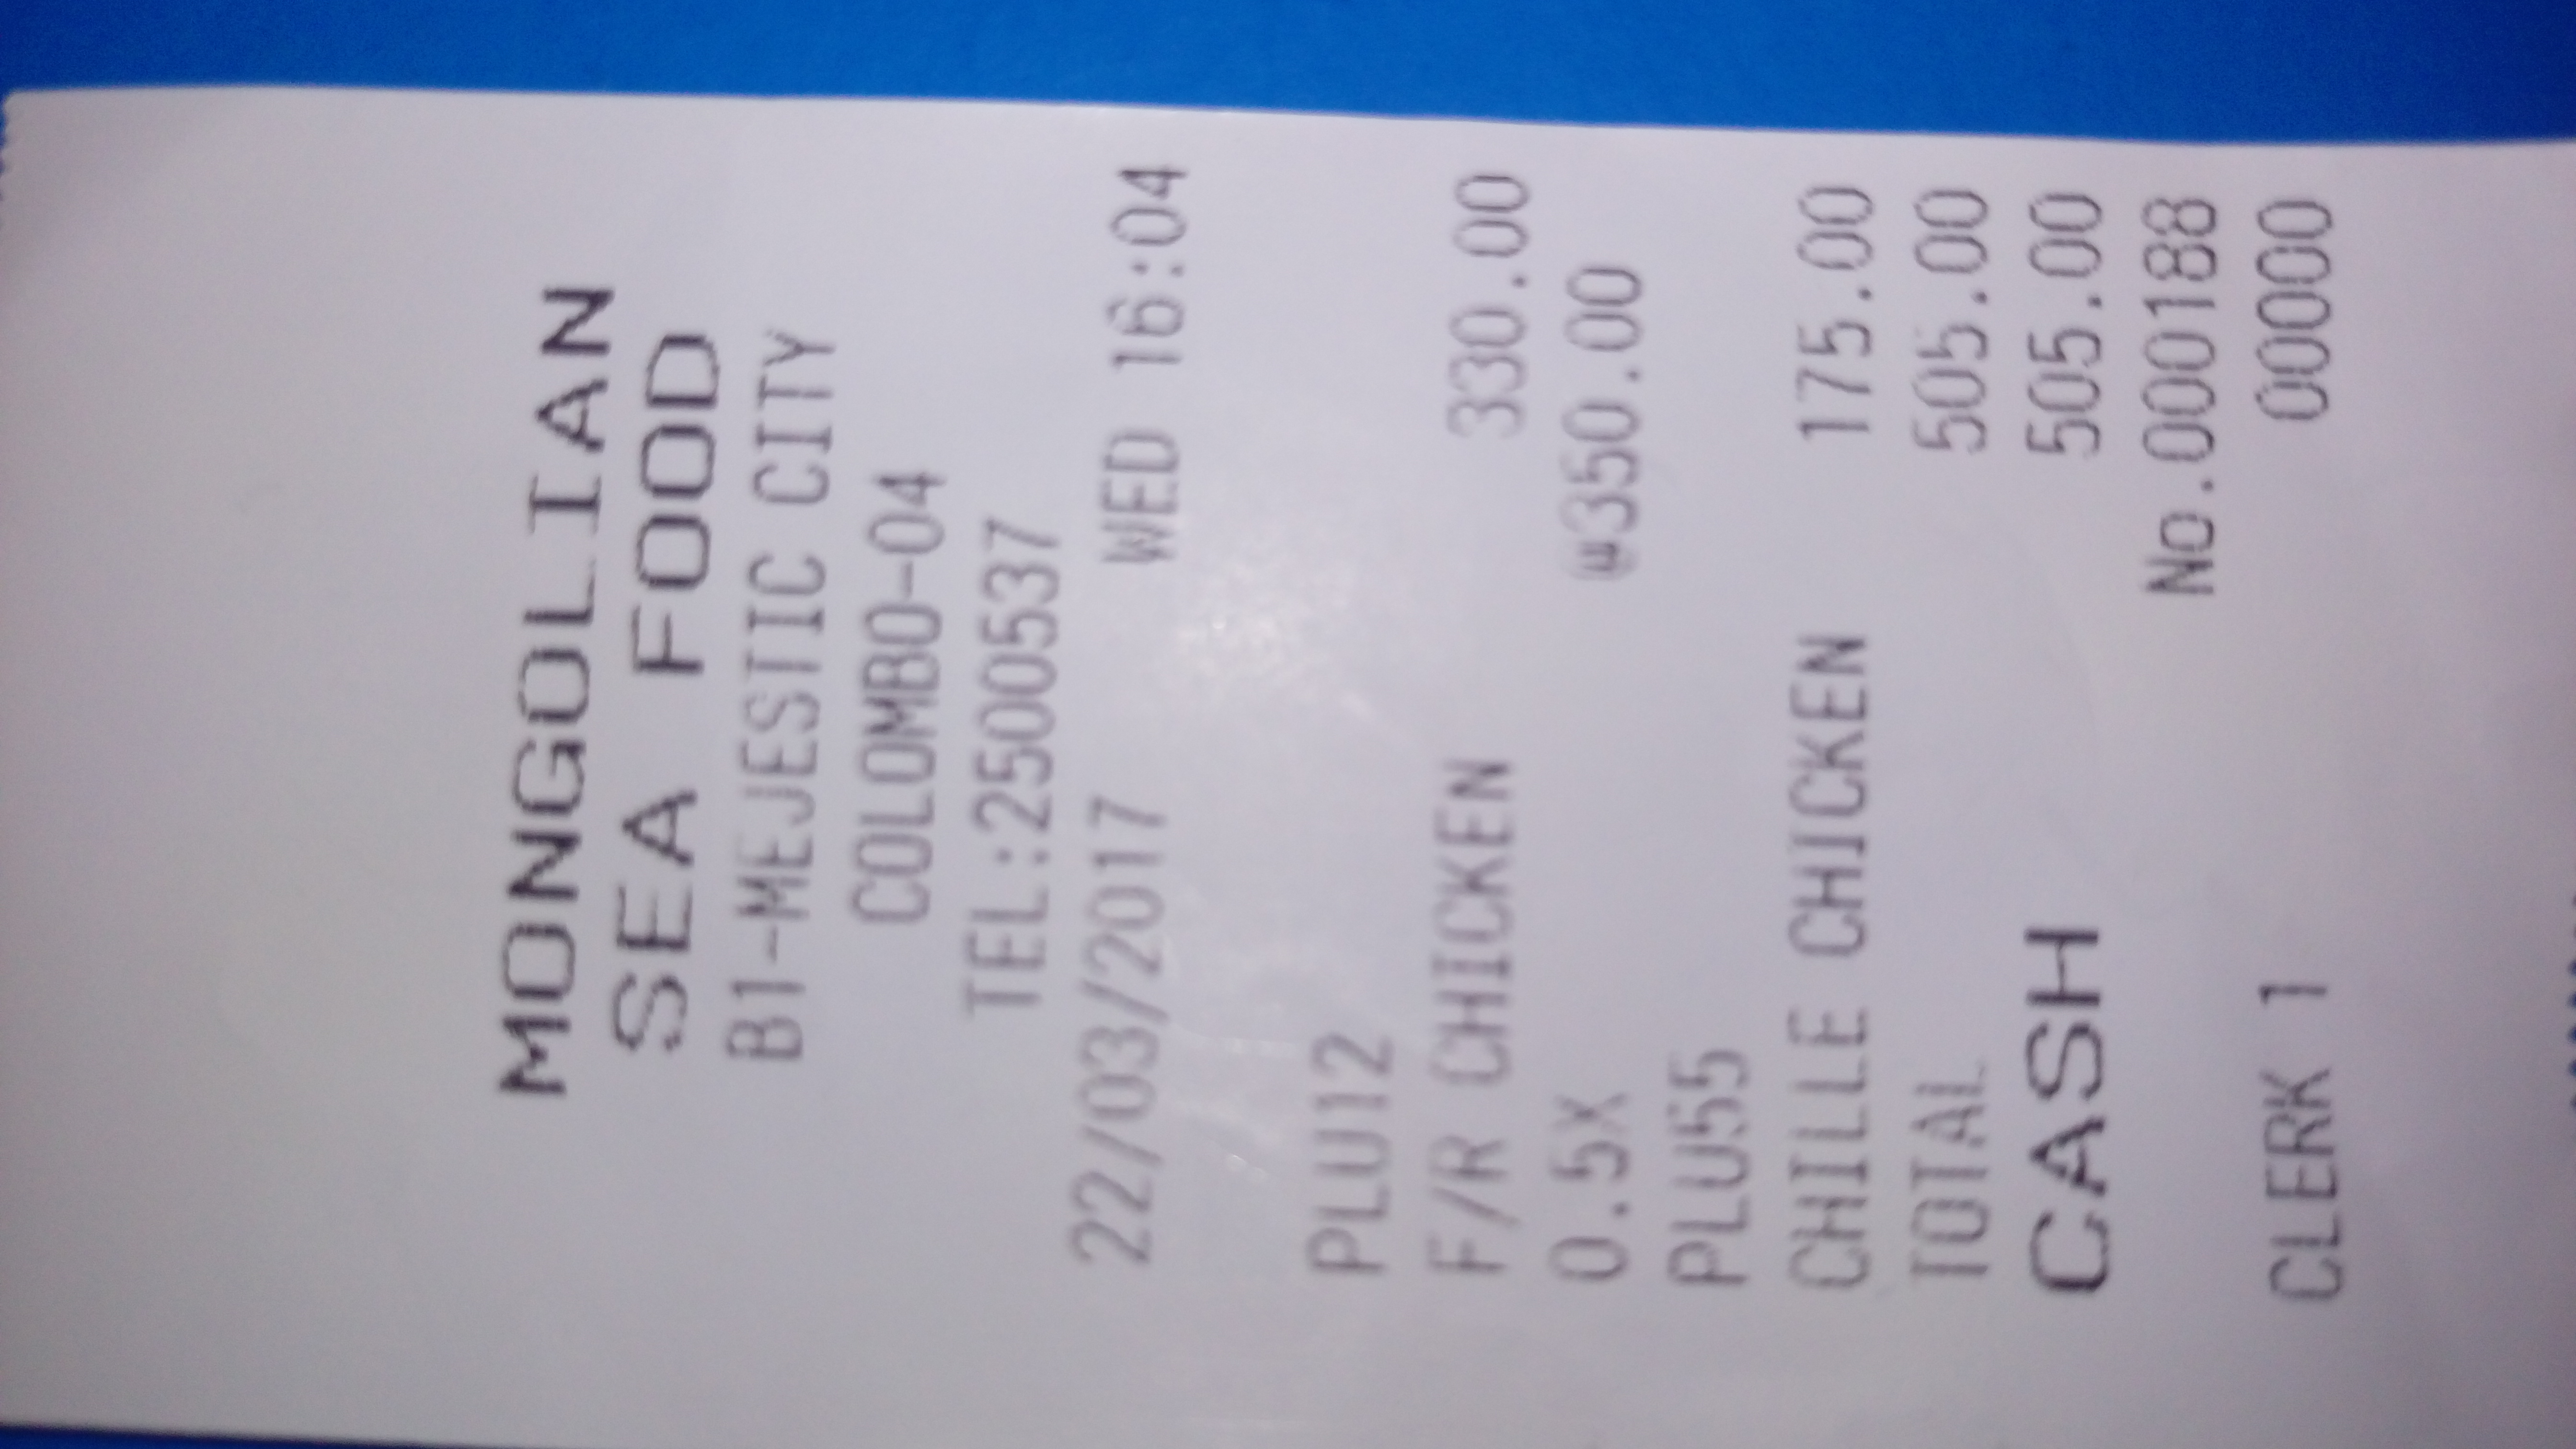 MONGOLIAN
SEA FOOD
B1-MEJESTIC CITY
COLOMBO-04
TEL:2500537
22/03/2017 WED 16:04
PLU12
F/R CHICKEN 330.00
0.5X @350.00
PLU55
CHILLE CHICKEN 175.00
TOTAL 505.00
CASH 505.00
No.000188
CLERK 1 00000